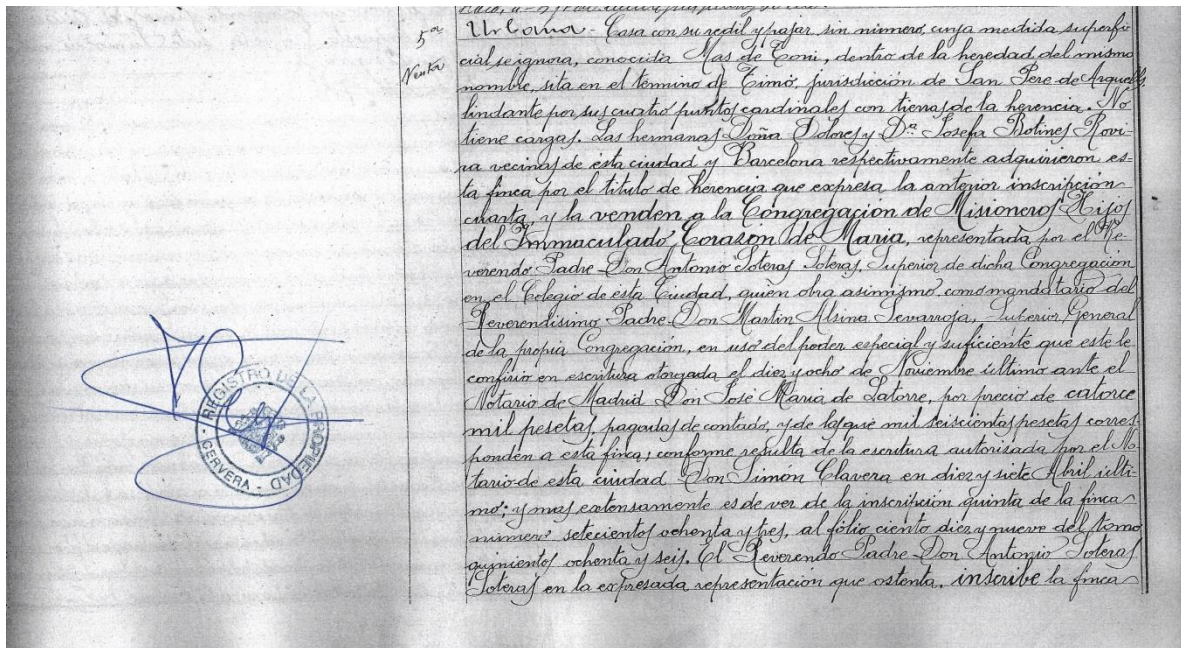 5ª
Venta
Urbana - Casa con su redil y pajar, sin número, cuya medida superfi-
cial se ignora, conocida Mas de Toni, dentro de la heredad del mismo
nombre, sita en el término de Timó, jurisdicción de San Pere de Arquells,
lindante por sus cuatro puntos cardinales con tierras de la herencia. No
tiene cargas. Las hermanas Doña Dolores y Dª Josefa Botines Rovi-
ra vecinas de esta ciudad y Barcelona respectivamente adquirieron es-
ta finca por el título de herencia que expresa la anterior inscripción
cuarta, y la venden a la Congregación de Misioneros Hijos
del Immaculado Corazón de Maria, representada por el Re-
verendo Padre Don Antonio Soteras Soteras, Superior de dicha Congregación
en el Colegio de esta Ciudad, quien obra asimismo como mandatario del
Reverendisimo Padre Don Martin Alsina Sevarroja, Superior General
de la propia Congregación, en uso del poder especial y suficiente que este le
confirió en escritura otorgada el diez y ocho de Noviembre último ante el
Notario de Madrid Don José Maria de Latorre, por precio de catorce
mil pesetas, pagadas de contado, y de las que mil seiscientas pesetas corres-
ponden a esta finca; conforme resulta de la escritura autorisada por el No-
tario de esta ciudad Don Simón Clavera en diez y siete Abril últi-
mo; y mas extensamente es de ver de la inscripción quinta de la finca
número setecientos ochenta y tres, al fólio ciento diez y nueve del tomo
quinientos ochenta y seis. El Reverendo Padre Don Antonio Soteras
Soteras en la expresada representación que ostenta, inscribe la finca
REGISTRO DE LA PROPIEDAD - CERVERA -